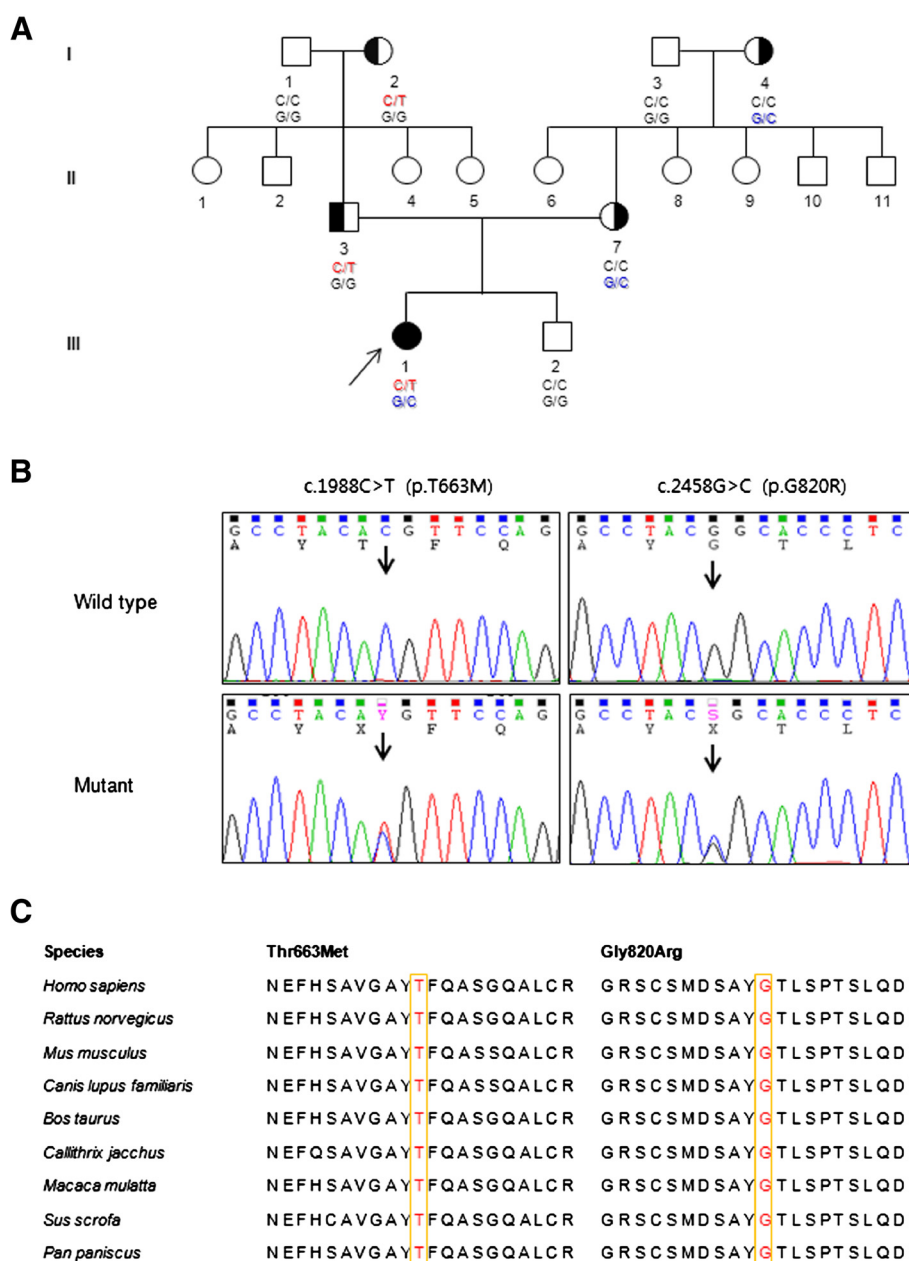 A
I
1 2 3 4
C/C C/T C/C C/C
G/G G/G G/G G/C
II
1 2 4 5 6 8 9 10 11
3 7
C/T C/C
G/G G/C
III
1 2
C/T C/C
G/C G/G
B
c.1988C>T (p.T663M) c.2458G>C (p.G820R)
G C C T A C A C G T T C C A G G C C T A C G G C A C C C T C
A Y T F Q A Y G T L
Wild type
G C C T A C A Y G T T C C A G G C C T A C S G C A C C C T C
A Y X F Q A Y X T L
Mutant
C
Species Thr663Met Gly820Arg
Homo sapiens NEFHSAVGAYTFQASGQALCR GRSCSMDSAYGTLSPTSLQD
Rattus norvegicus NEFHSAVGAYTFQASGQALCR GRSCSMDSAYGTLSPTSLQD
Mus musculus NEFHSAVGAYTFQASSQALCR GRSCSMDSAYGTLSPTSLQD
Canis lupus familiaris NEFHSAVGAYTFQASSQALCR GRSCSMDSAYGTLSPTSLQD
Bos taurus NEFHSAVGAYTFQASGQALCR GRSCSMDSAYGTLSPTSLQD
Callithrix jacchus NEFQSAVGAYTFQASGQALCR GRSCSMDSAYGTLSPTSLQD
Macaca mulatta NEFHSAVGAYTFQASGQALCR GRSCSMDSAYGTLSPTSLQD
Sus scrofa NEFHCAVGAYTFQASGQALCR GRSCSMDSAYGTLSPTSLQD
Pan paniscus NEFHSAVGAYTFQASGQALCR GRSCSMDSAYGTLSPTSLQD